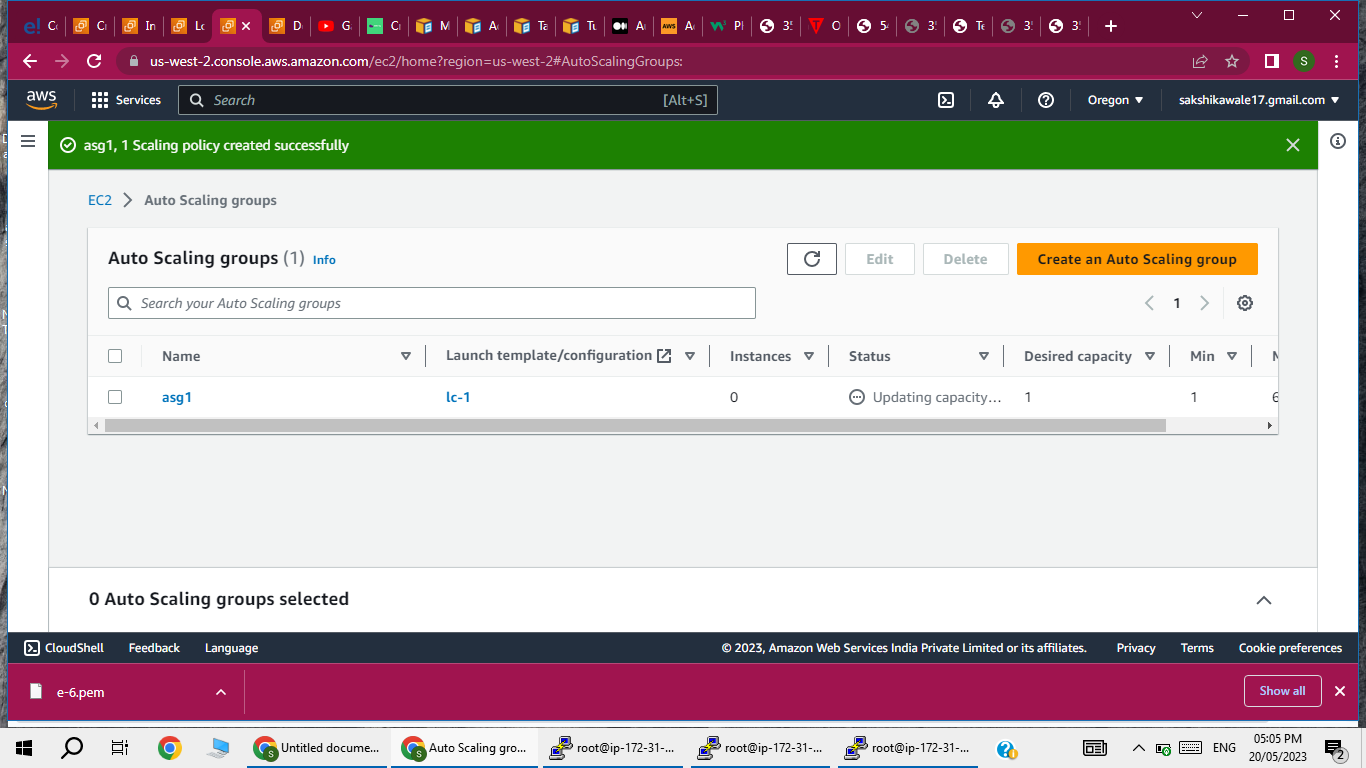 us-west-2.console.aws.amazon.com/ec2/home?region=us-west-2#AutoScalingGroups:
S
aws
Services
Search
[Alt+S]
Oregon
sakshikawale17.gmail.com
asg1, 1 Scaling policy created successfully
EC2
Auto Scaling groups
Auto Scaling groups (1) Info
Edit
Delete
Create an Auto Scaling group
Search your Auto Scaling groups
1
Name
Launch template/configuration
Instances
Status
Desired capacity
Min
asg1
lc-1
0
Updating capacity...
1
1
6
0 Auto Scaling groups selected
CloudShell
Feedback
Language
© 2023, Amazon Web Services India Private Limited or its affiliates.
Privacy
Terms
Cookie preferences
e-6.pem
Show all
Untitled docume...
Auto Scaling gro...
root@ip-172-31-...
root@ip-172-31-...
root@ip-172-31-...
ENG
05:05 PM
20/05/2023
2